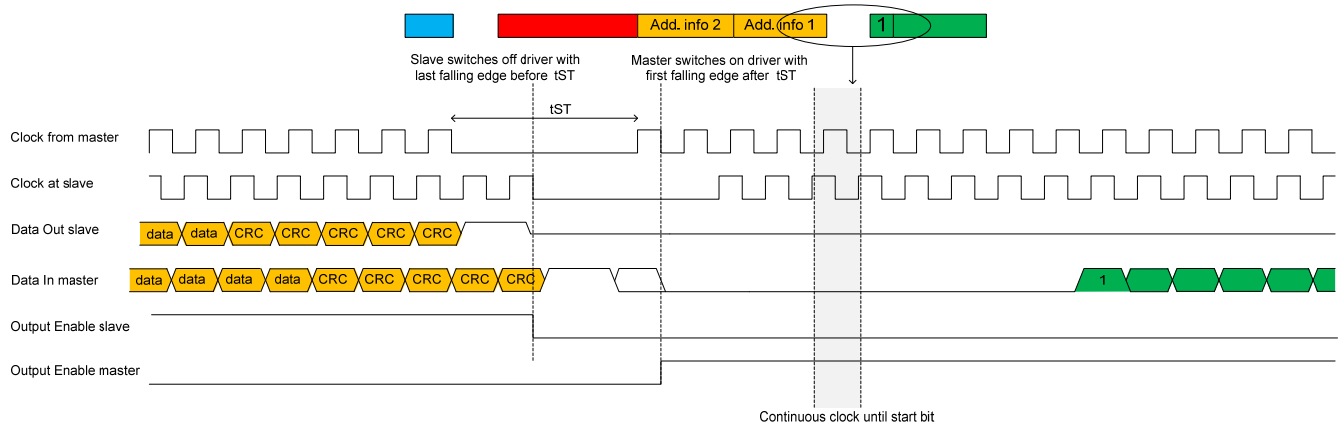 Add. info 2 Add. info 1 1
Slave switches off driver with
last falling edge before tST
Master switches on driver with
first falling edge after tST
tST
Clock from master
Clock at slave
Data Out slave data data CRC CRC CRC CRC CRC
Data In master data data data data CRC CRC CRC CRC CRC 1
Output Enable slave
Output Enable master
Continuous clock until start bit